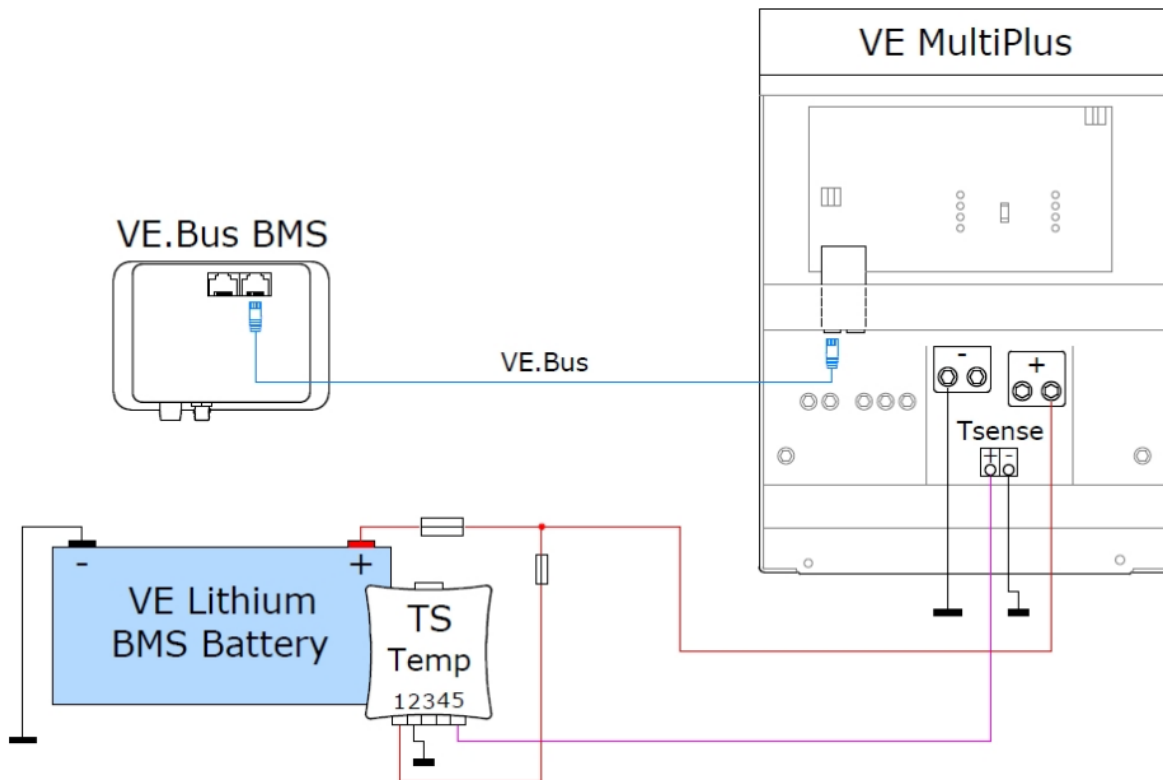 VE MultiPlus
VE.Bus BMS
VE.Bus
-
+
Tsense
+ -
-
+
VE Lithium
BMS Battery
TS
Temp
12345